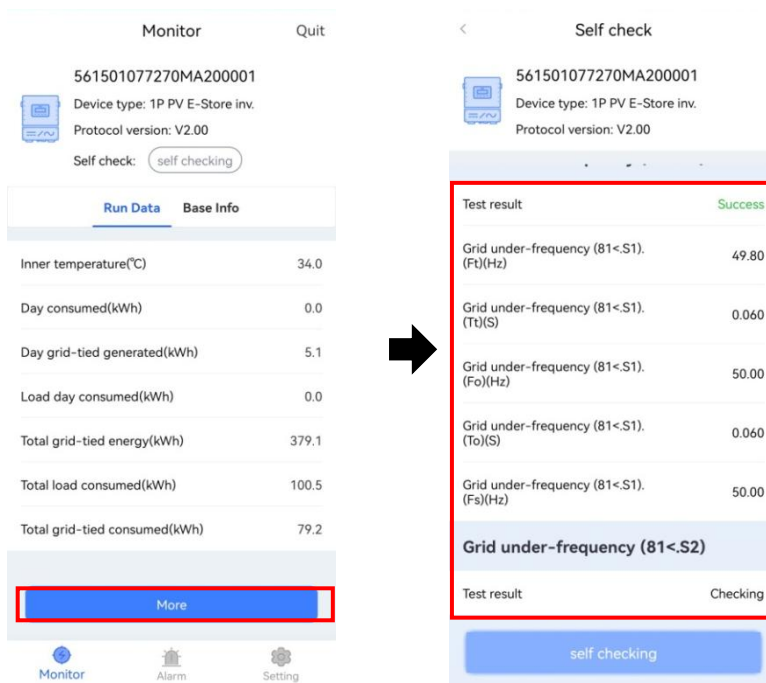 Monitor
Quit
561501077270MA200001
Device type: 1P PV E-Store inv.
Protocol version: V2.00
Self check: self checking
Run Data Base Info
Inner temperature(℃) 34.0
Day consumed(kWh) 0.0
Day grid-tied generated(kWh) 5.1
Load day consumed(kWh) 0.0
Total grid-tied energy(kWh) 379.1
Total load consumed(kWh) 100.5
Total grid-tied consumed(kWh) 79.2
More
Monitor Alarm Setting
< Self check
561501077270MA200001
Device type: 1P PV E-Store inv.
Protocol version: V2.00
Test result Success
Grid under-frequency (81<.S1).
(Ft)(Hz) 49.80
Grid under-frequency (81<.S1).
(Tt)(S) 0.060
Grid under-frequency (81<.S1).
(Fo)(Hz) 50.00
Grid under-frequency (81<.S1).
(To)(S) 0.060
Grid under-frequency (81<.S1).
(Fs)(Hz) 50.00
Grid under-frequency (81<.S2)
Test result Checking
self checking